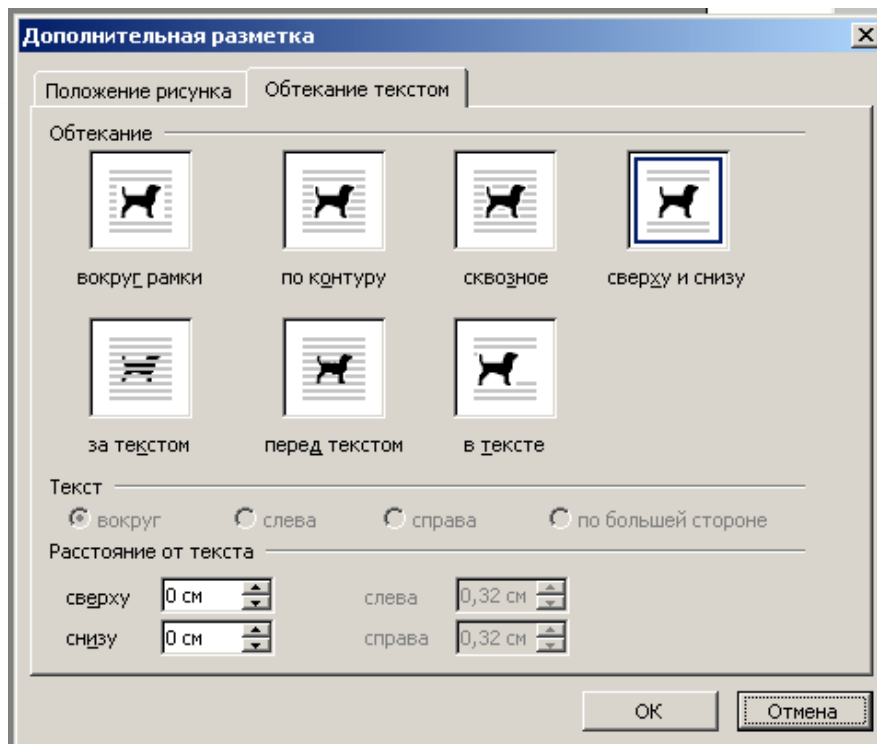 Дополнительная разметка
Положение рисунка Обтекание текстом
Обтекание
вокруг рамки по контуру сквозное сверху и снизу
за текстом перед текстом в тексте
Текст
вокруг слева справа по большей стороне
Расстояние от текста
сверху 0 см слева 0,32 см
снизу 0 см справа 0,32 см
ОК Отмена